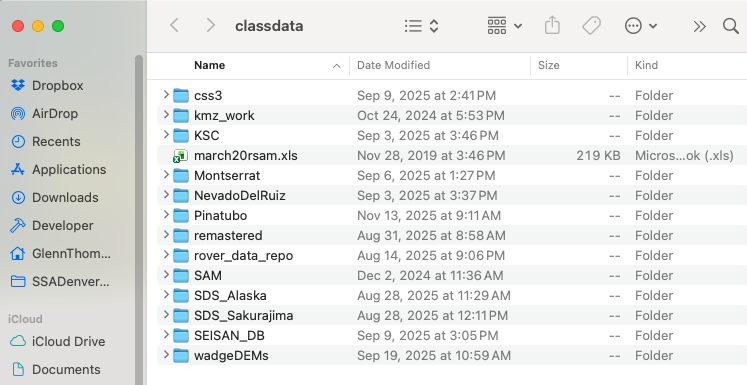 classdata
Favorites
Dropbox
AirDrop
Recents
Applications
Downloads
Developer
GlennThom...
SSADenver...
iCloud
iCloud Drive
Documents
Name Date Modified Size Kind
css3 Sep 9, 2025 at 2:41 PM -- Folder
kmz_work Oct 24, 2024 at 5:53 PM -- Folder
KSC Sep 3, 2025 at 3:46 PM -- Folder
march20rsam.xls Nov 28, 2019 at 3:46 PM 219 KB Micros...ok (.xls)
Montserrat Sep 6, 2025 at 1:27 PM -- Folder
NevadoDelRuiz Sep 3, 2025 at 3:37 PM -- Folder
Pinatubo Nov 13, 2025 at 9:11 AM -- Folder
remastered Aug 31, 2025 at 8:58 AM -- Folder
rover_data_repo Aug 14, 2025 at 9:06 PM -- Folder
SAM Dec 2, 2024 at 11:36 AM -- Folder
SDS_Alaska Aug 28, 2025 at 11:29 AM -- Folder
SDS_Sakurajima Aug 28, 2025 at 12:11 PM -- Folder
SEISAN_DB Sep 9, 2025 at 3:05 PM -- Folder
wadgeDEMs Sep 19, 2025 at 10:59 AM -- Folder